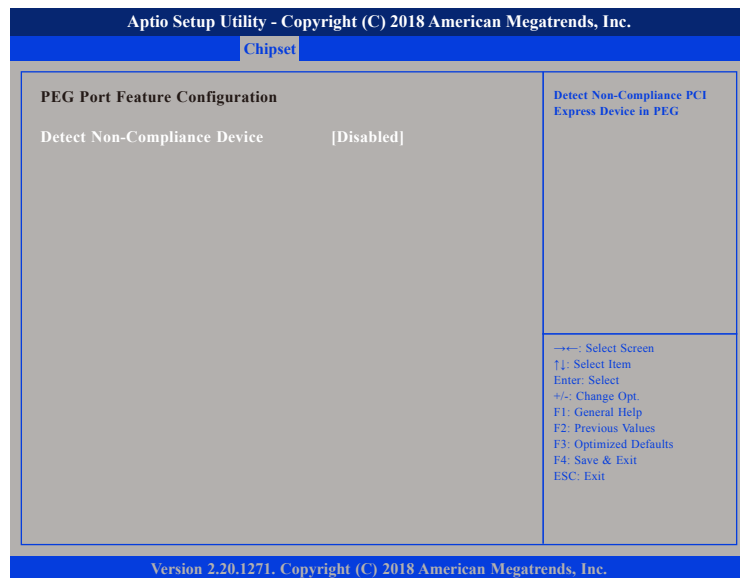 Aptio Setup Utility - Copyright (C) 2018 American Megatrends, Inc.
Chipset
PEG Port Feature Configuration
Detect Non-Compliance Device [Disabled]
Detect Non-Compliance PCI
Express Device in PEG
→←: Select Screen
↑↓: Select Item
Enter: Select
+/-: Change Opt.
F1: General Help
F2: Previous Values
F3: Optimized Defaults
F4: Save & Exit
ESC: Exit
Version 2.20.1271. Copyright (C) 2018 American Megatrends, Inc.